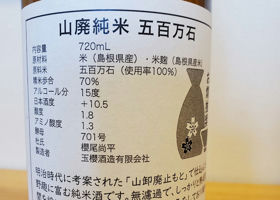 山廃純米 五百万石
内容量 720mL
原材料 米（島根県産）・米麹（島根県産米）
原料米 五百万石（使用率100%）
精米歩合 70%
アルコール分 15度
日本酒度 +10.5
酸度 1.8
アミノ酸度 1.3
酵母 701号
杜氏 櫻尾尚平
製造者 玉櫻酒造有限会社
明治時代に考案された「山卸廃止もと」で仕込
野趣に富む純米酒です。無濾過で、しっかり